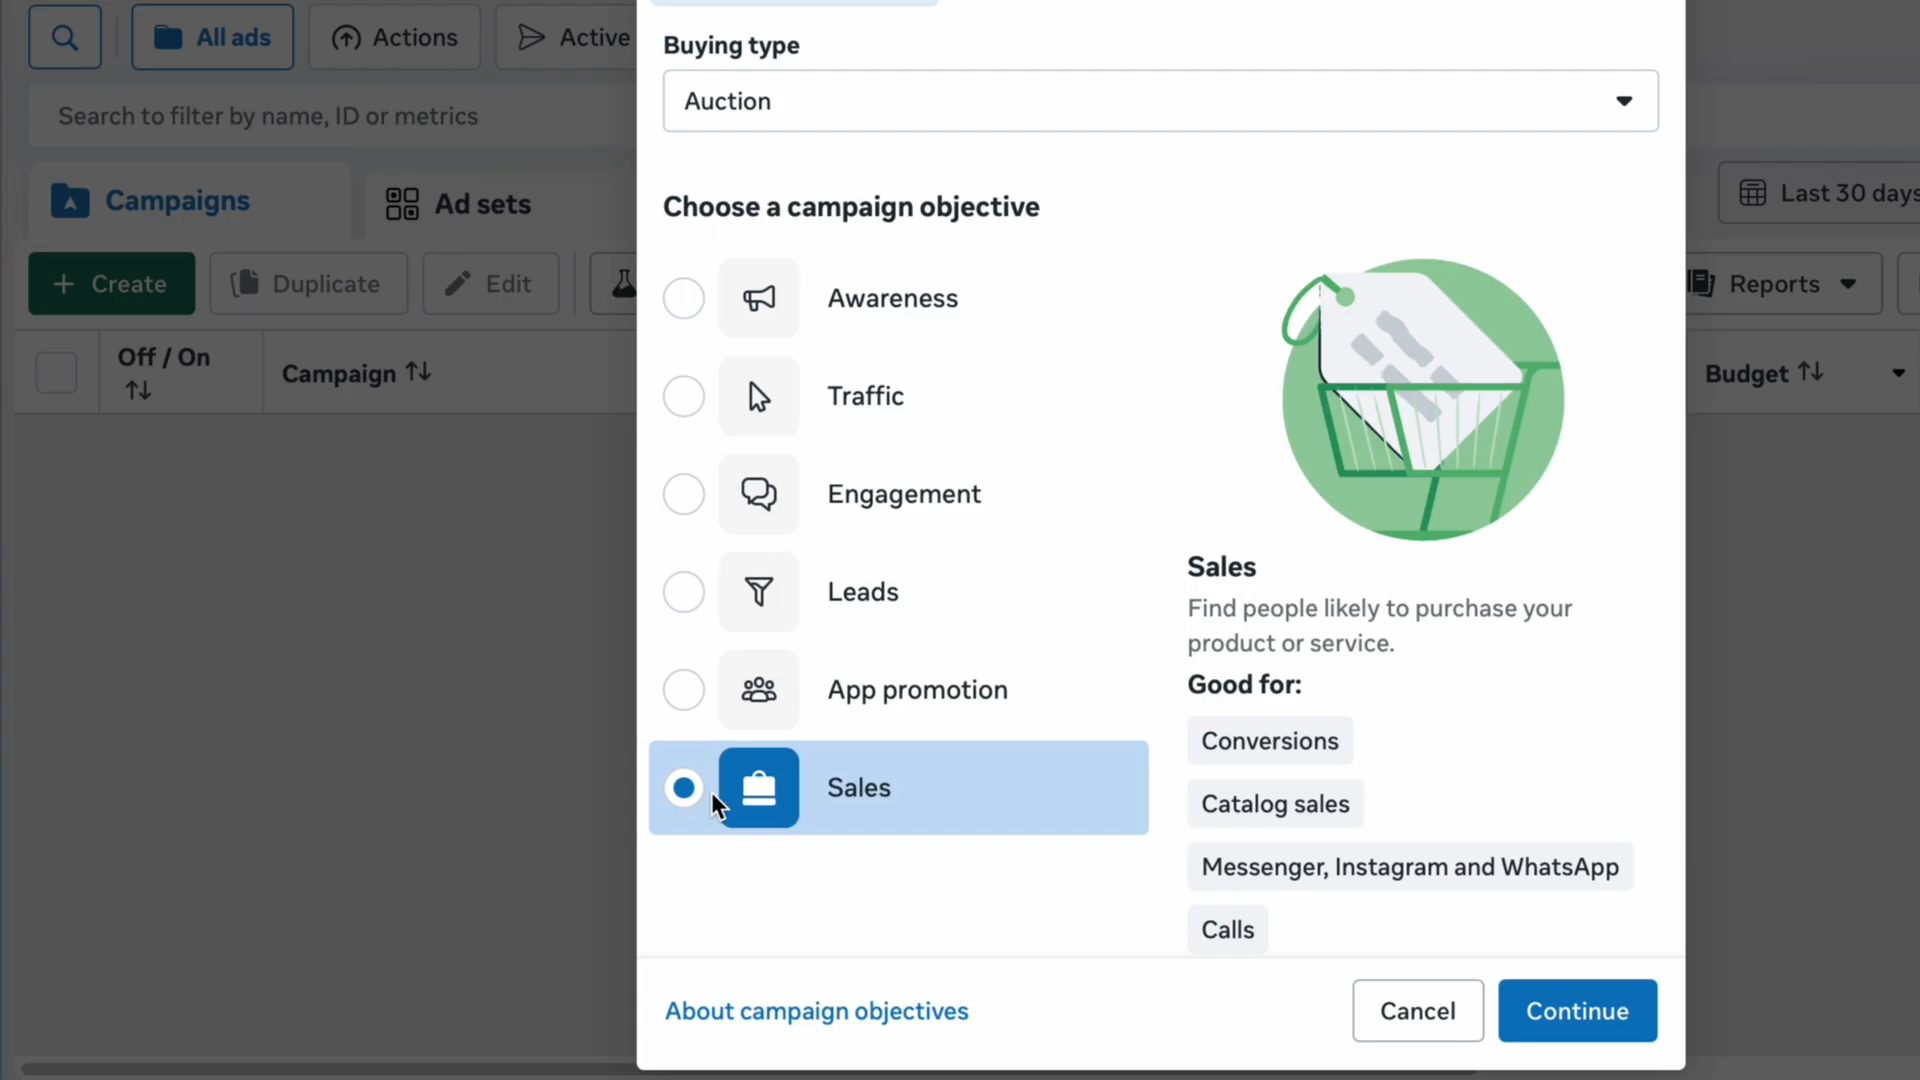 All ads
Actions
Active
Search to filter by name, ID or metrics
Campaigns
Ad sets
Last 30 days
+ Create
Duplicate
Edit
Reports
Off / On
Campaign
Budget
Buying type
Auction
Choose a campaign objective
Awareness
Traffic
Engagement
Leads
App promotion
Sales
Sales
Find people likely to purchase your
product or service.
Good for:
Conversions
Catalog sales
Messenger, Instagram and WhatsApp
Calls
About campaign objectives
Cancel
Continue